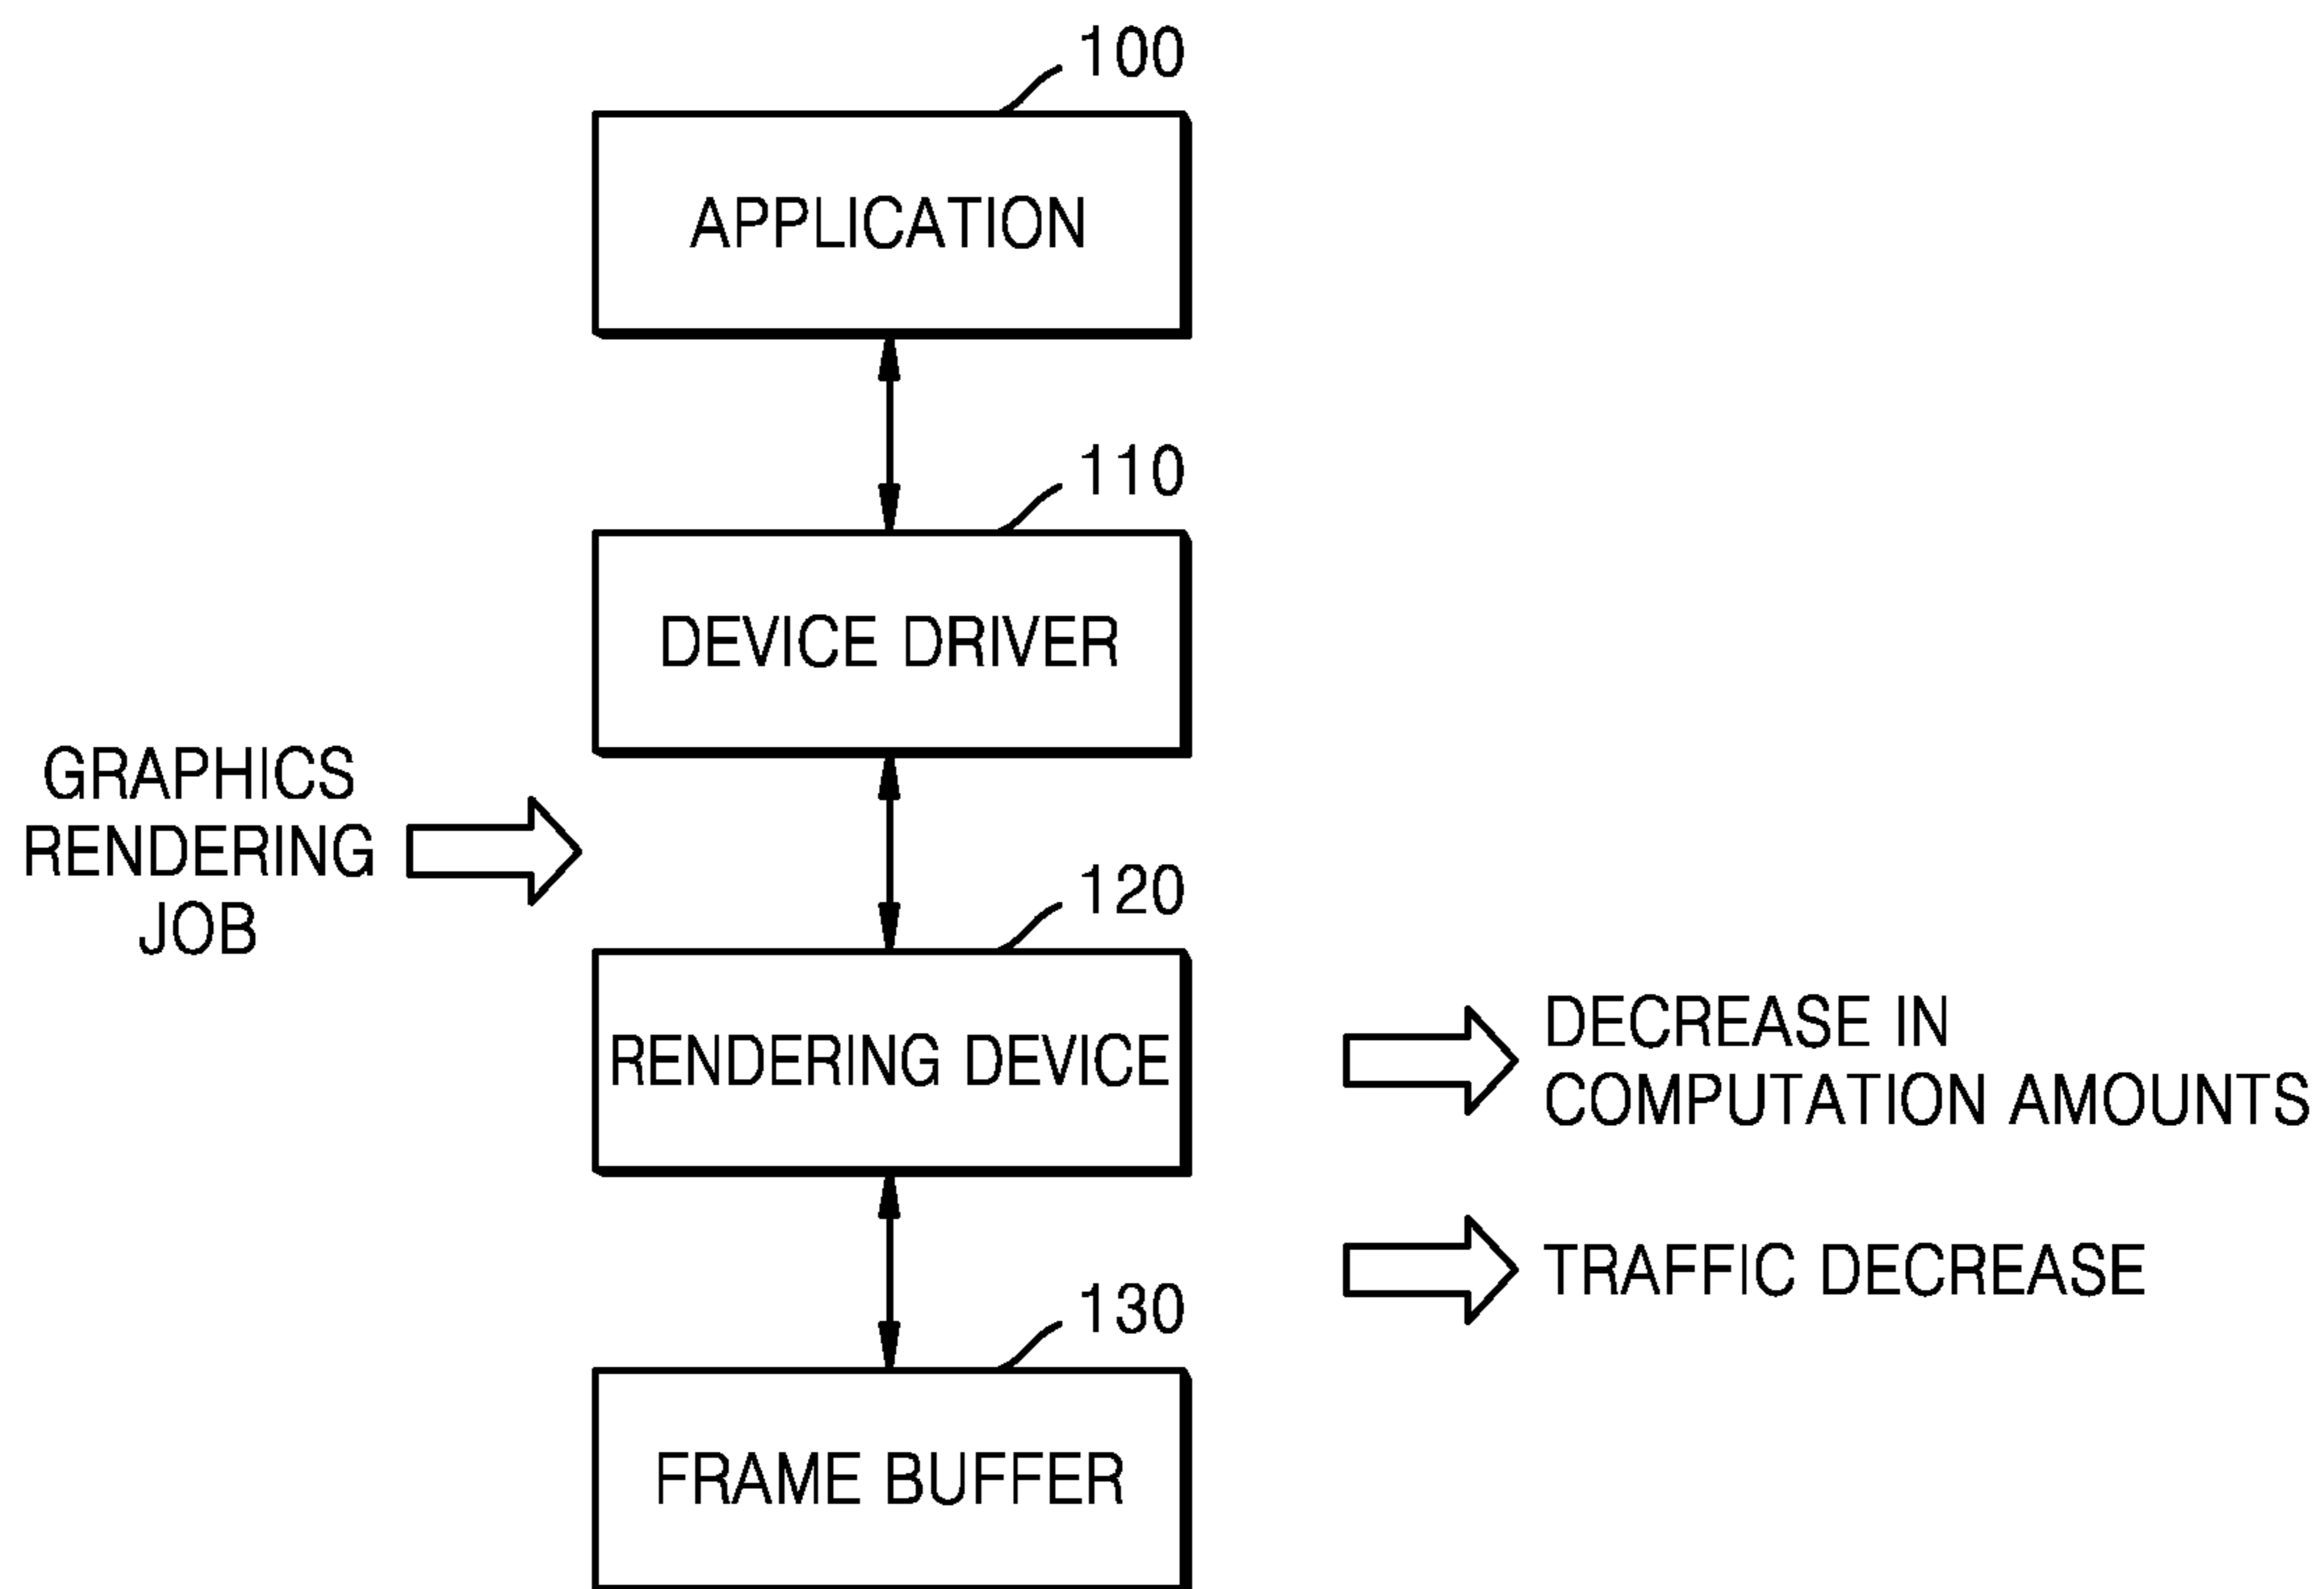 100
APPLICATION
110
DEVICE DRIVER
GRAPHICS
RENDERING
JOB
120
RENDERING DEVICE
DECREASE IN
COMPUTATION AMOUNTS
TRAFFIC DECREASE
130
FRAME BUFFER